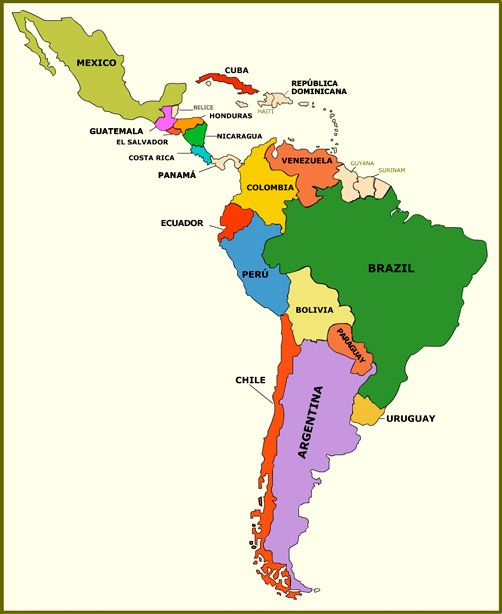 MEXICO
CUBA
REPÚBLICA
DOMINICANA
BELICE
HAITÍ
HONDURAS
GUATEMALA
EL SALVADOR
NICARAGUA
COSTA RICA
PANAMÁ
VENEZUELA
GUYANA
SURINAM
COLOMBIA
ECUADOR
BRAZIL
PERÚ
BOLIVIA
PARAGUAY
CHILE
ARGENTINA
URUGUAY